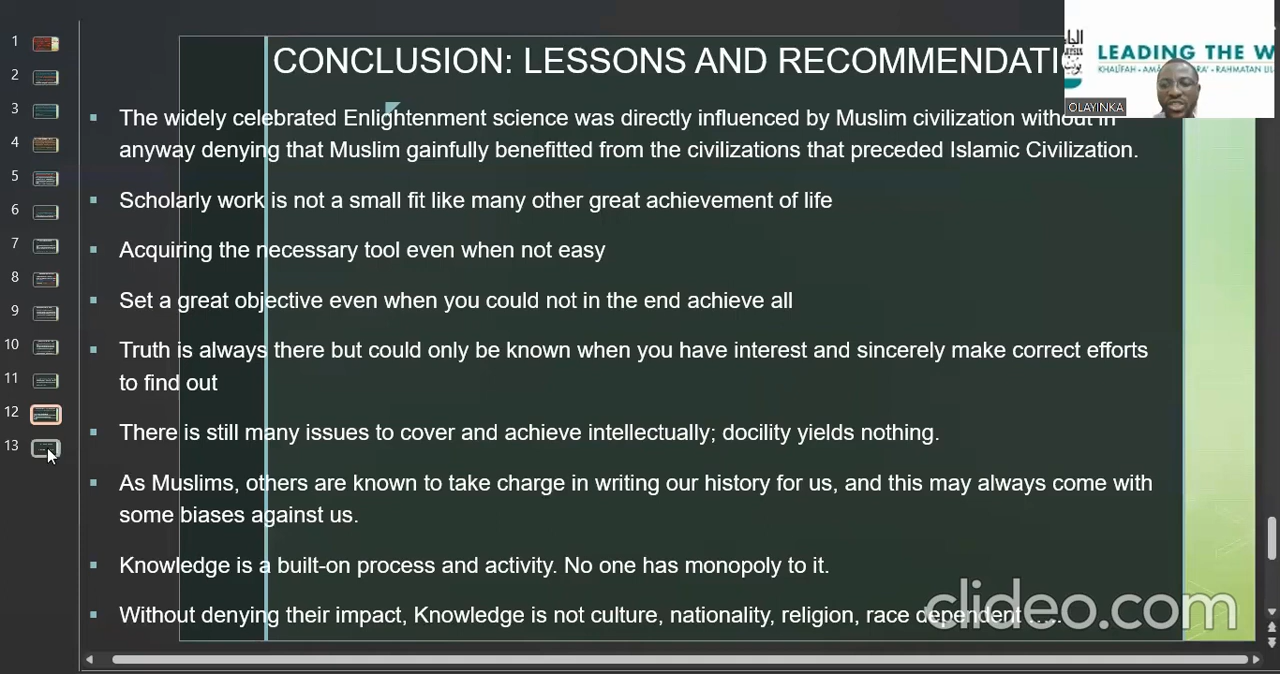 CONCLUSION: LESSONS AND RECOMMENDATIO
LEADING THE W
OLAYINKA
▪ The widely celebrated Enlightenment science was directly influenced by Muslim civilization without in
anyway denying that Muslim gainfully benefitted from the civilizations that preceded Islamic Civilization.
▪ Scholarly work is not a small fit like many other great achievement of life
▪ Acquiring the necessary tool even when not easy
▪ Set a great objective even when you could not in the end achieve all
▪ Truth is always there but could only be known when you have interest and sincerely make correct efforts
to find out
▪ There is still many issues to cover and achieve intellectually; docility yields nothing.
▪ As Muslims, others are known to take charge in writing our history for us, and this may always come with
some biases against us.
▪ Knowledge is a built-on process and activity. No one has monopoly to it.
▪ Without denying their impact, Knowledge is not culture, nationality, religion, race dependent …..
clideo.com
1
2
3
4
5
6
7
8
9
10
11
12
13